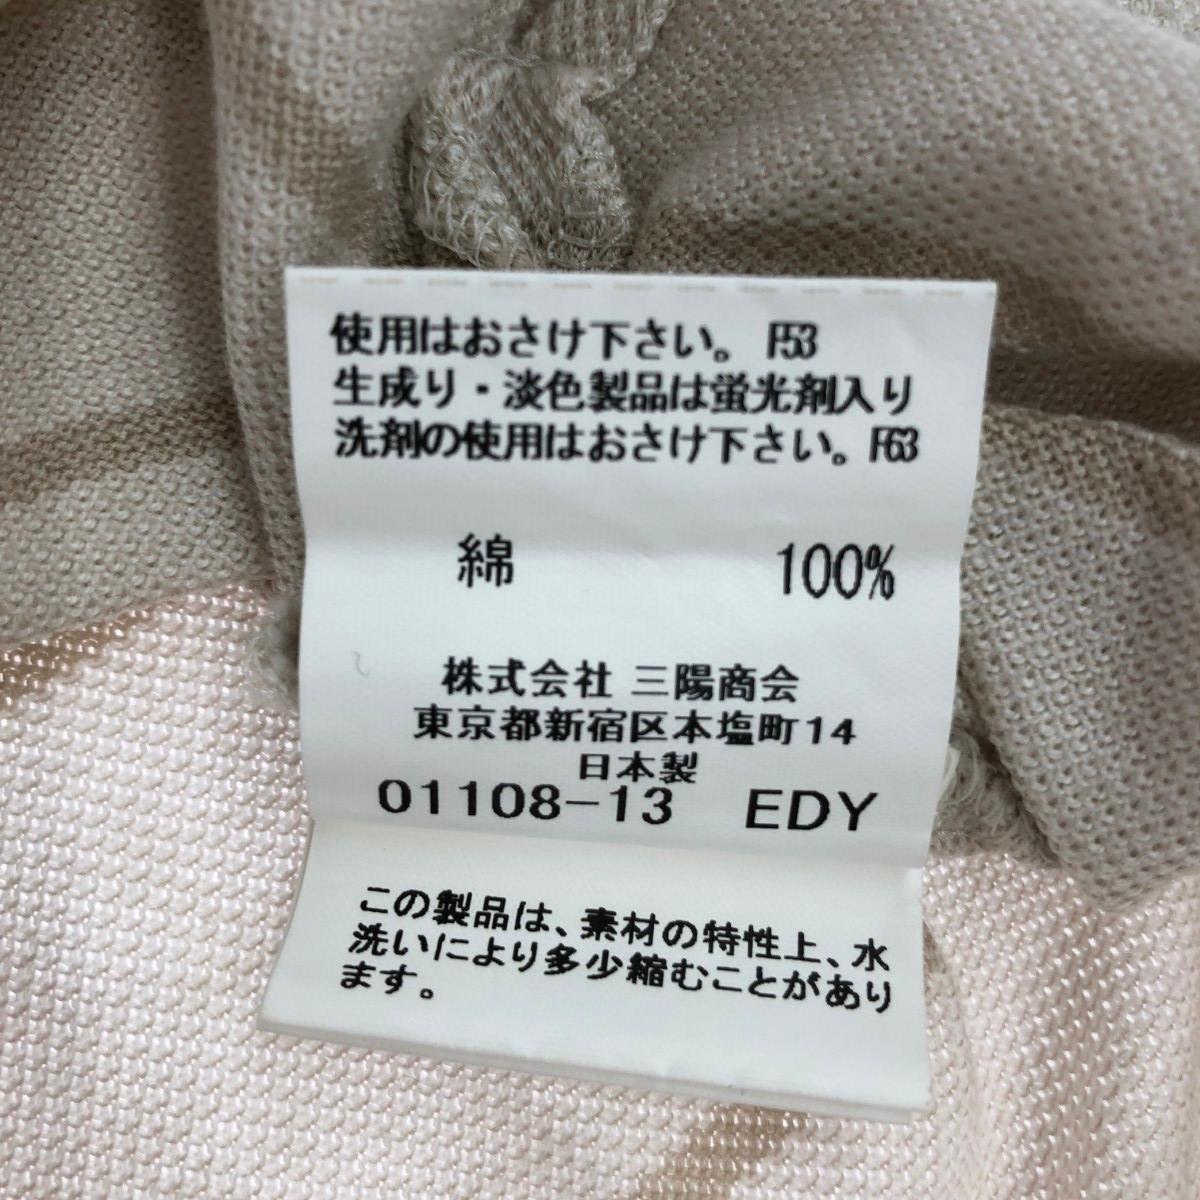 使用はおさけ下さい。 F53
生成り・淡色製品は蛍光剤入り
洗剤の使用はおさけ下さい。F63
綿 100%
株式会社 三陽商会
東京都新宿区本塩町14
日本製
01108-13 EDY
この製品は、素材の特性上、水
洗いにより多少縮むことがあり
ます。